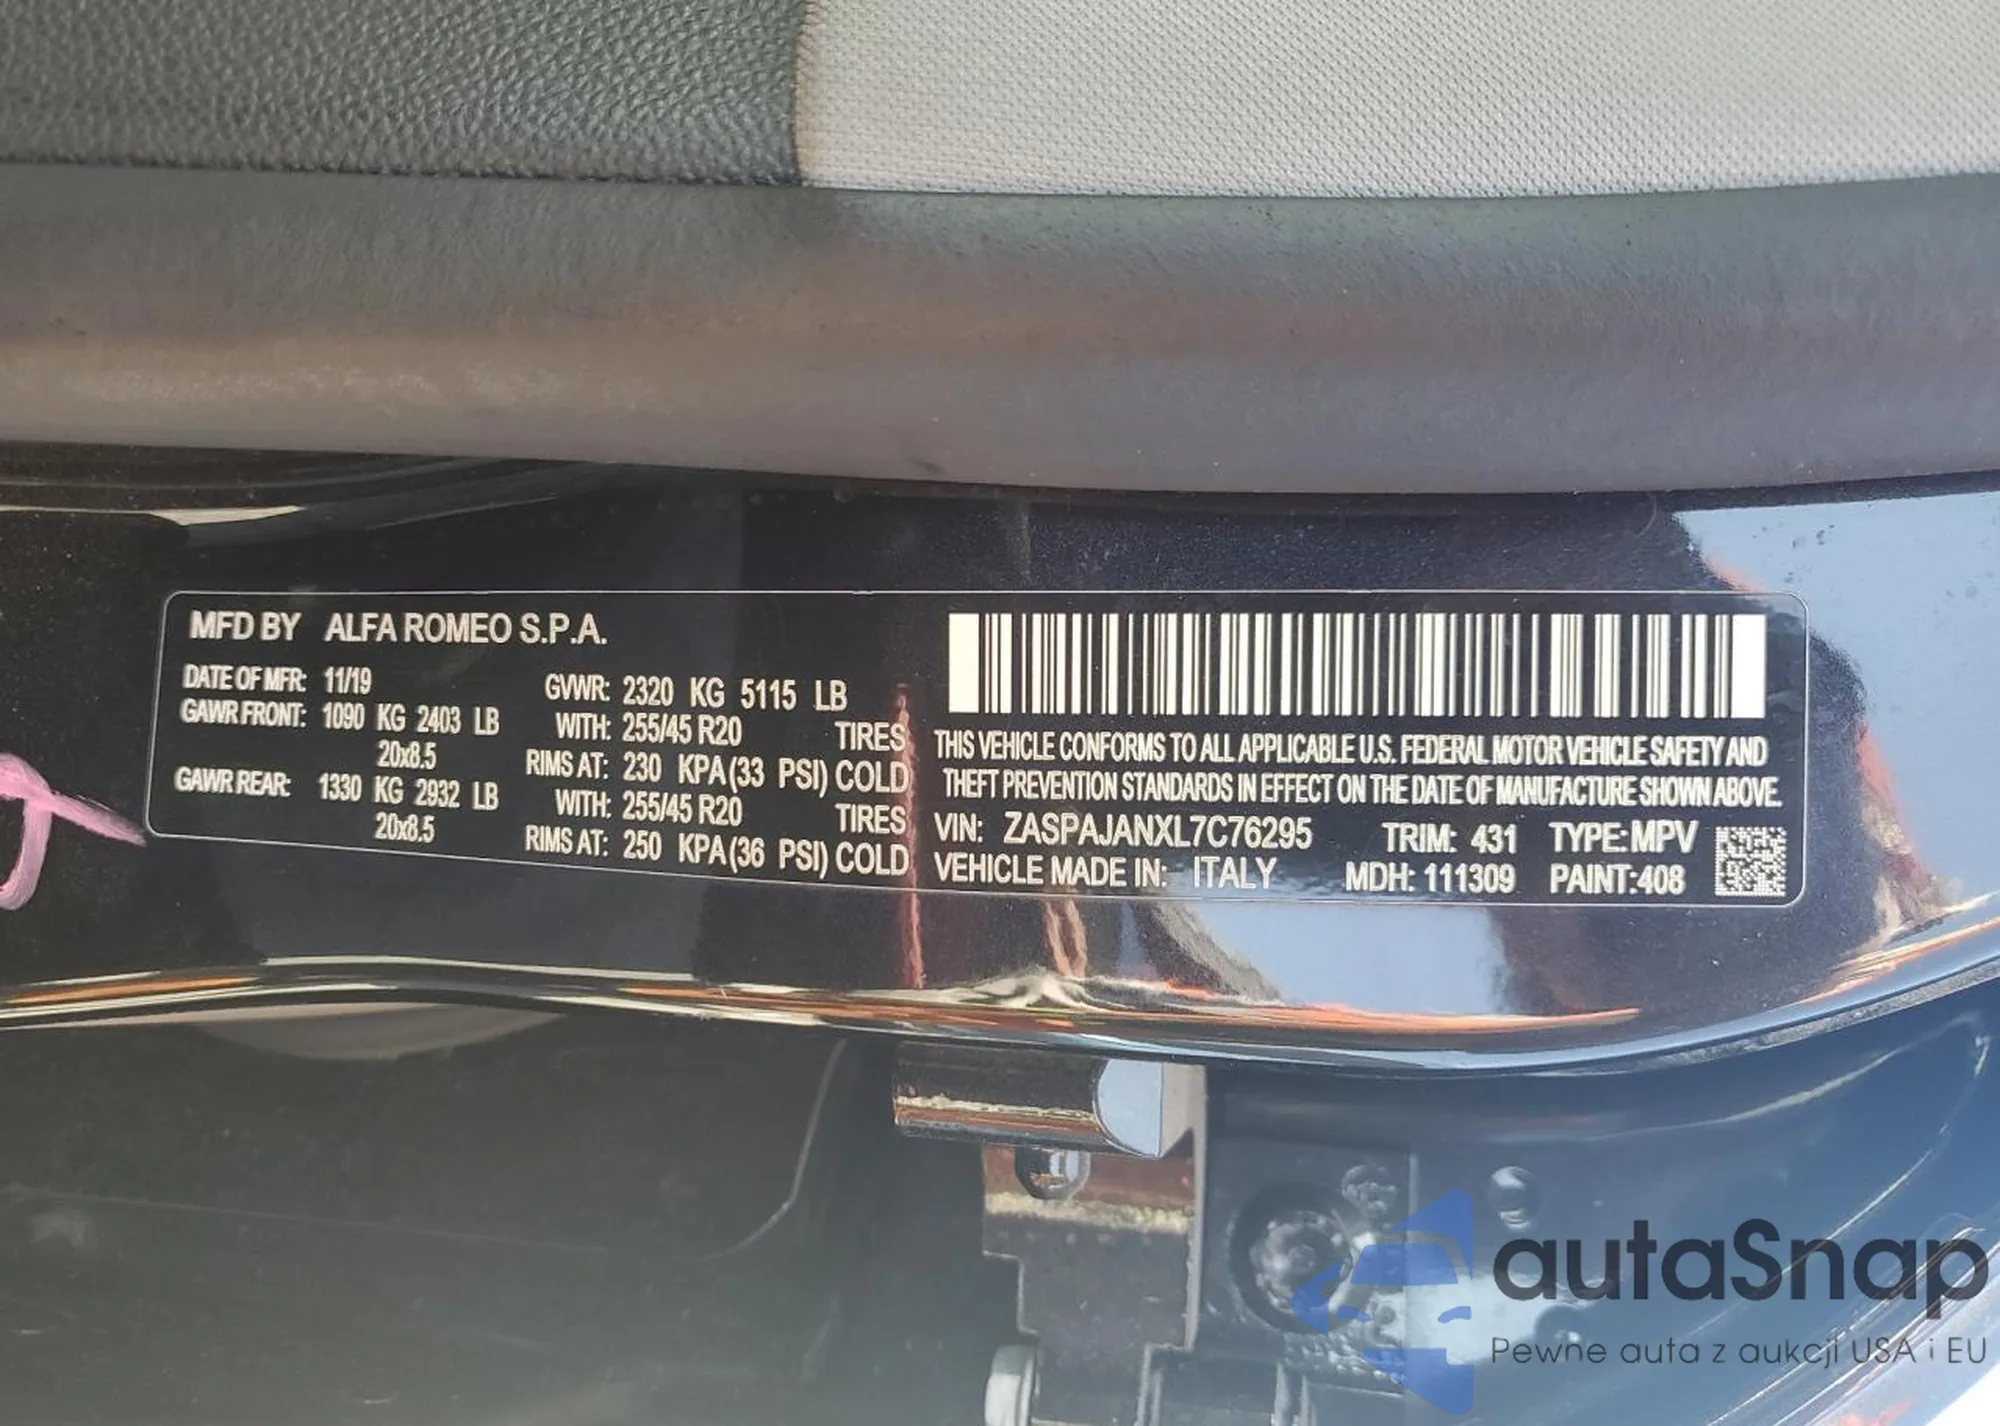 MFD BY ALFA ROMEO S.P.A.
DATE OF MFR: 11/19
GAWR FRONT: 1090 KG 2403 LB
20x8.5
GAWR REAR: 1330 KG 2932 LB
20x8.5
GVWR: 2320 KG 5115 LB
WITH: 255/45 R20 TIRES
RIMS AT: 230 KPA(33 PSI) COLD
WITH: 255/45 R20 TIRES
RIMS AT: 250 KPA(36 PSI) COLD
THIS VEHICLE CONFORMS TO ALL APPLICABLE U.S. FEDERAL MOTOR VEHICLE SAFETY AND
THEFT PREVENTION STANDARDS IN EFFECT ON THE DATE OF MANUFACTURE SHOWN ABOVE.
VIN: ZASPAJANXL7C76295 TRIM: 431 TYPE:MPV
VEHICLE MADE IN: ITALY MDH: 111309 PAINT:408
autaSnap
Pewne auta z aukcji USA i EU